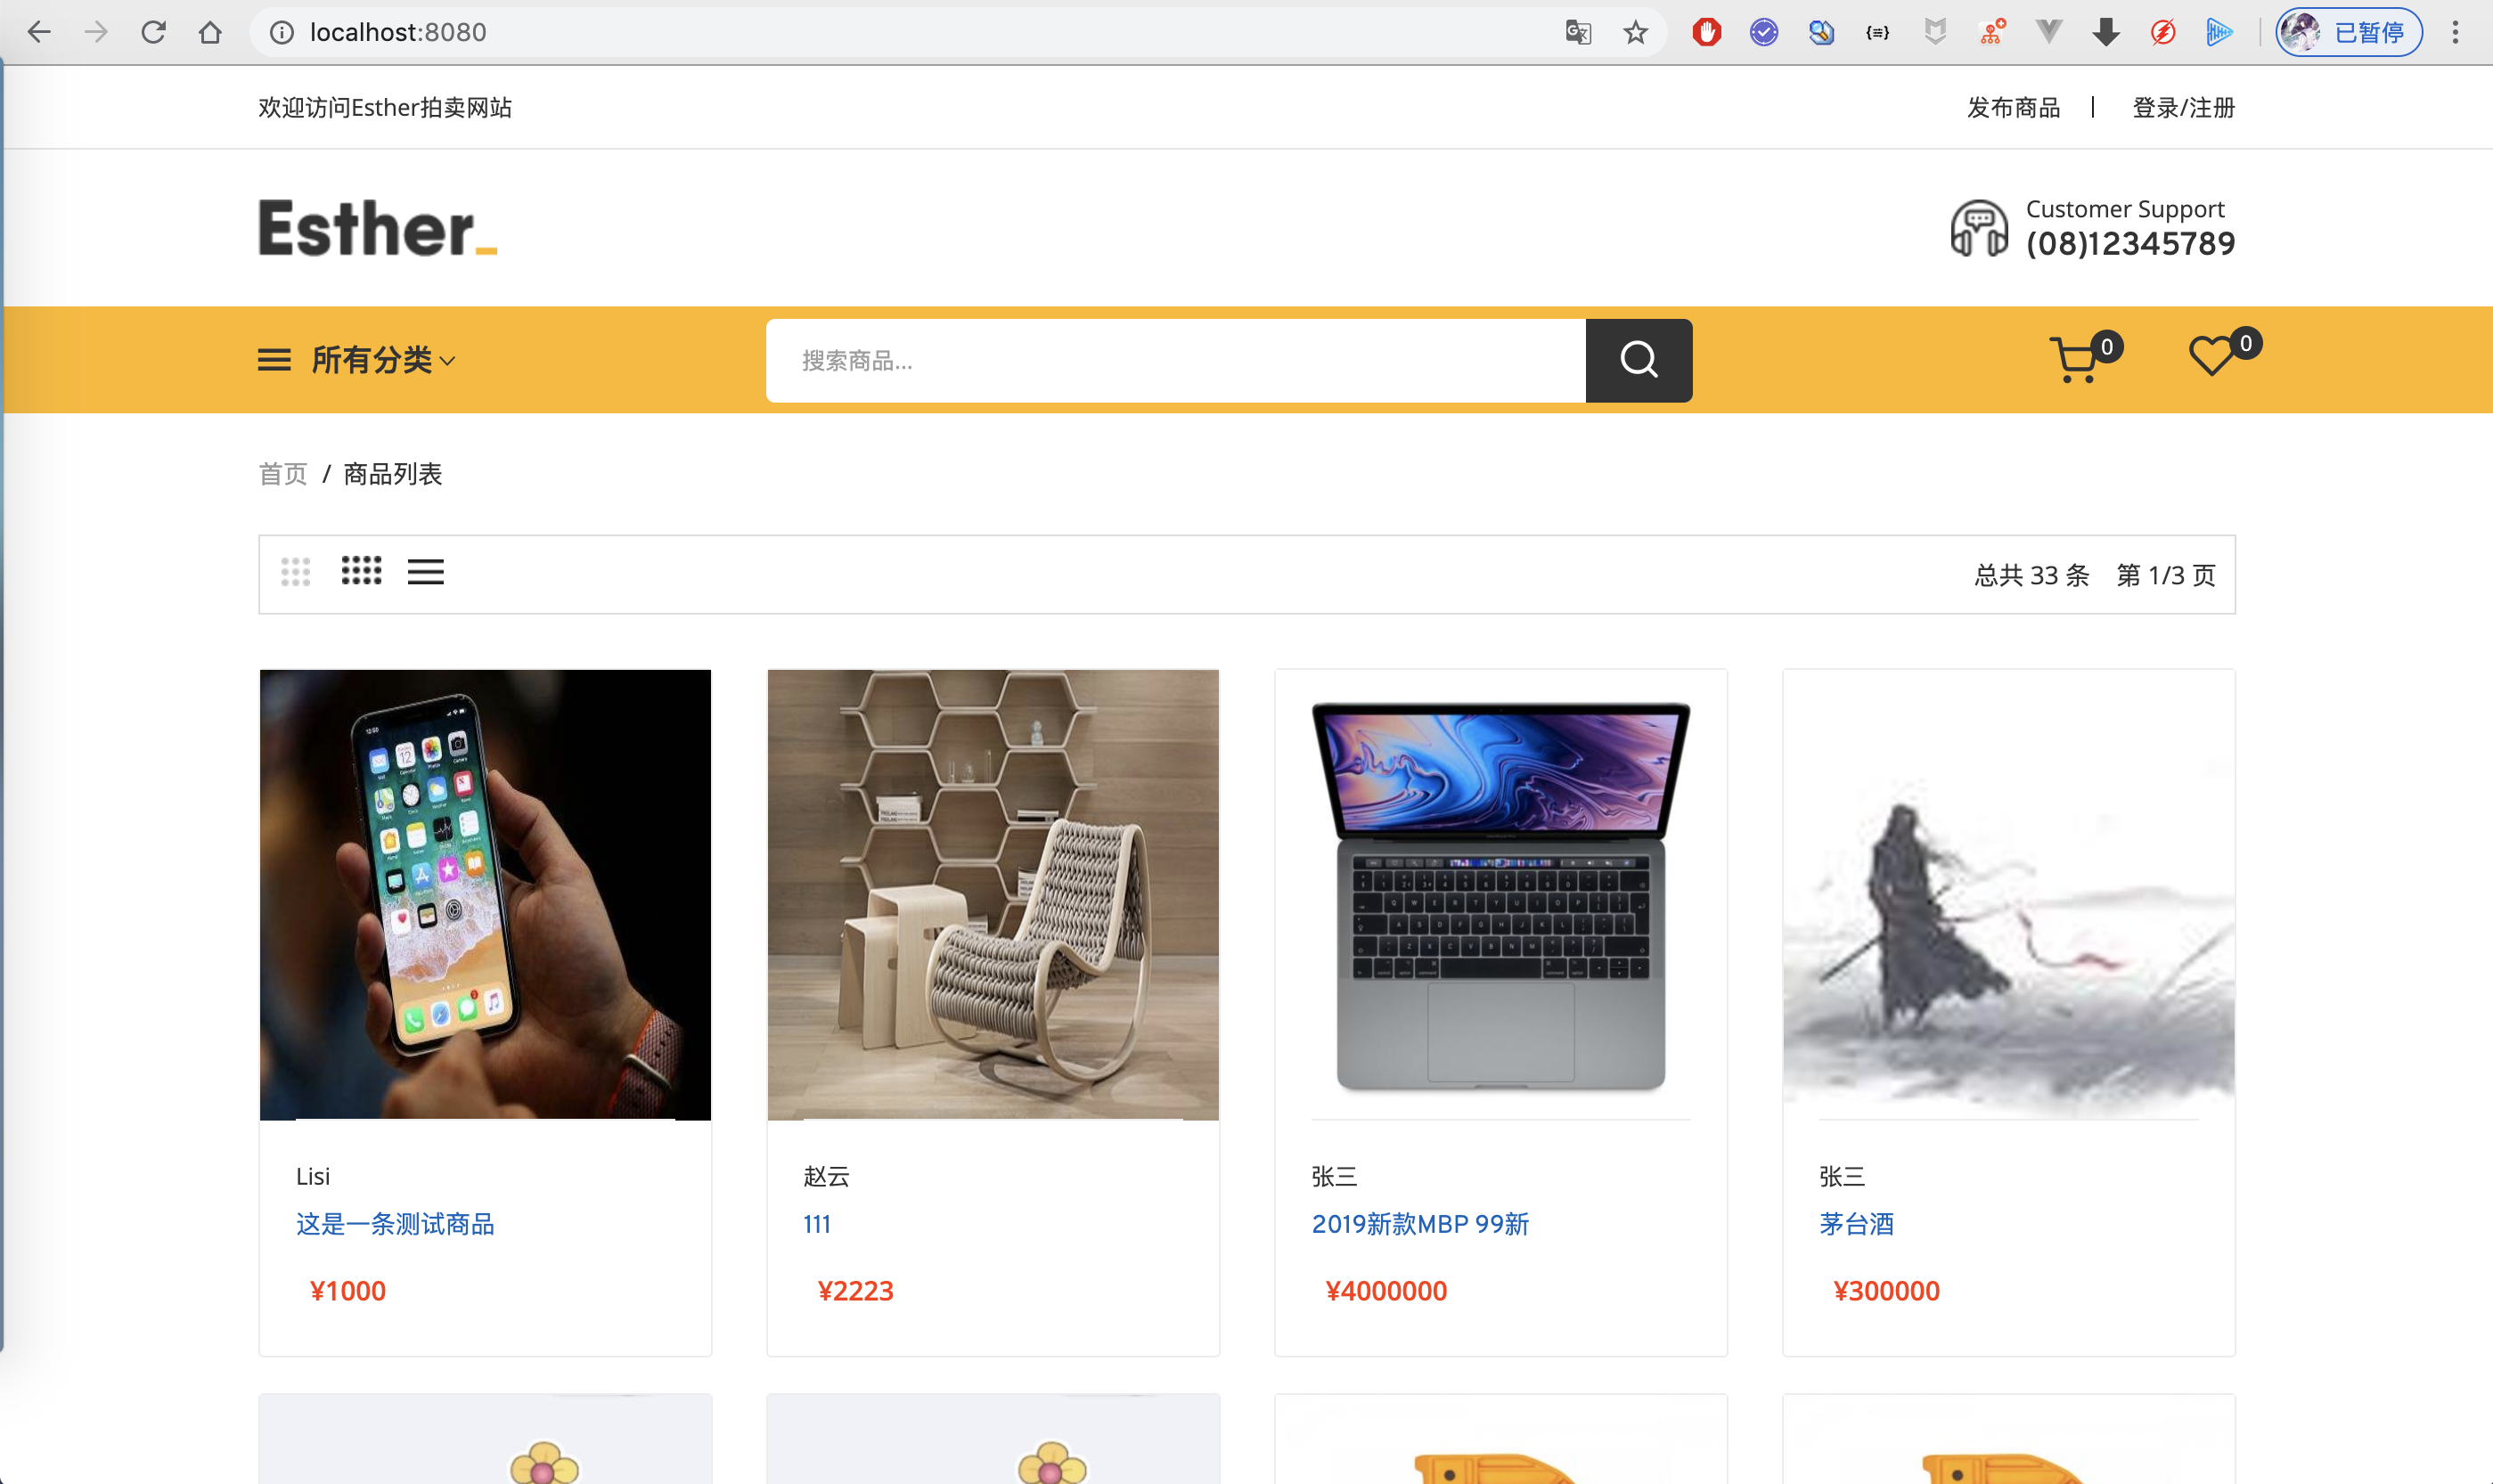 localhost:8080
已暂停
欢迎访问Esther拍卖网站
发布商品 | 登录/注册
Esther_
Customer Support
(08)12345789
所有分类
搜索商品...
0
0
首页 / 商品列表
总共 33 条 第 1/3 页
Lisi
这是一条测试商品
¥1000
赵云
111
¥2223
张三
2019新款MBP 99新
¥4000000
张三
茅台酒
¥300000